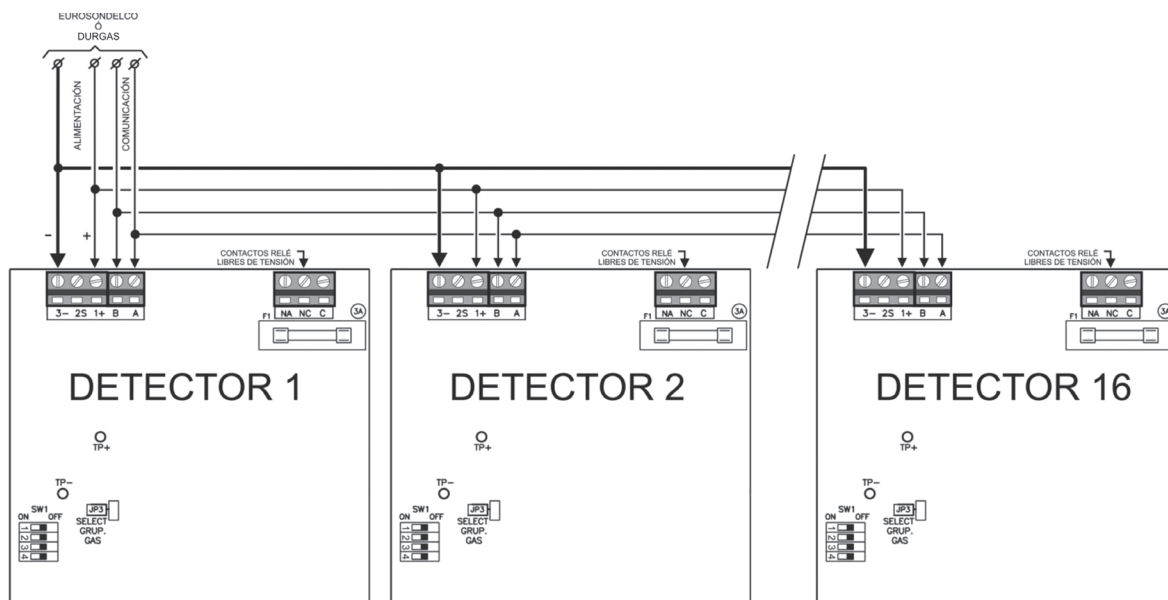 EUROSONDELCO
Ó
DURGAS
ALIMENTACIÓN
COMUNICACIÓN
- +
CONTACTOS RELÉ
LIBRES DE TENSIÓN
3- 2S 1+ B A
NA NC C
3A
F1
DETECTOR 1
TP+
TP-
SW1
ON OFF
1
2
3
4
JP3
SELECT
GRUP.
GAS
CONTACTOS RELÉ
LIBRES DE TENSIÓN
3- 2S 1+ B A
NA NC C
3A
F1
DETECTOR 2
TP+
TP-
SW1
ON OFF
1
2
3
4
JP3
SELECT
GRUP.
GAS
CONTACTOS RELÉ
LIBRES DE TENSIÓN
3- 2S 1+ B A
NA NC C
3A
F1
DETECTOR 16
TP+
TP-
SW1
ON OFF
1
2
3
4
JP3
SELECT
GRUP.
GAS